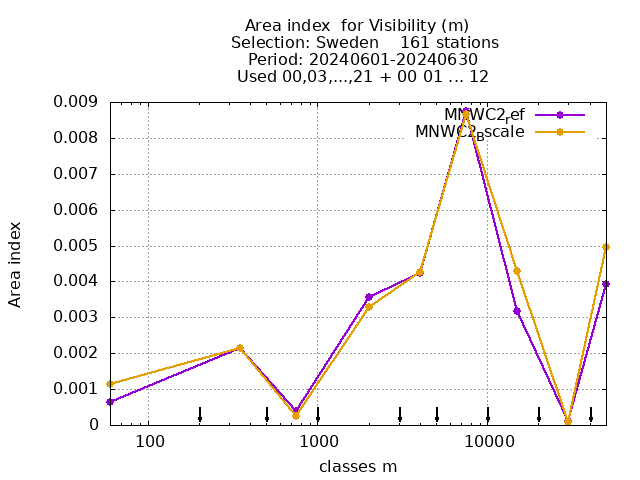 Area index  for Visibility (m)
Selection: Sweden    161 stations
Period: 20240601-20240630
Used 00,03,...,21 + 00 01 ... 12
MNWC2ref
MNWC2Bscale
0.009
0.008
0.007
0.006
0.005
0.004
0.003
0.002
0.001
0
Area index
100
1000
10000
classes m